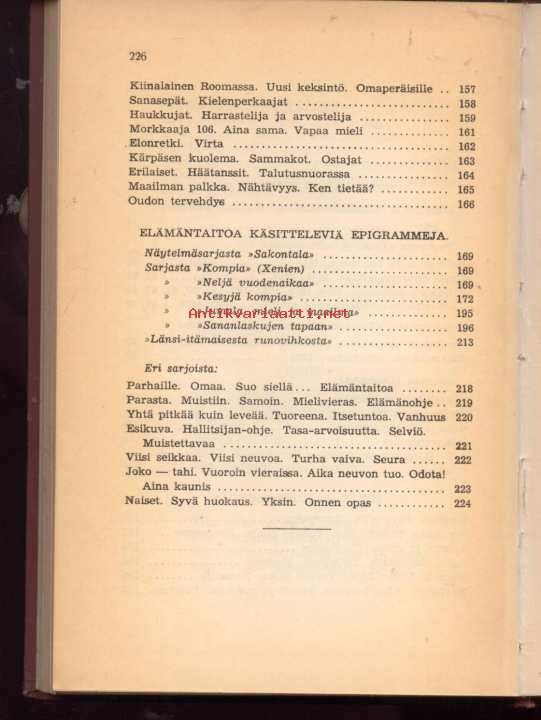 226
Kiinalainen Roomassa. Uusi keksintö. Omaperäisille .. 157
Sanasepät. Kielenperkaajat ............................ 158
Haukkujat. Harrastelija ja arvostelija ................ 159
Morkkaaja 106. Aina sama. Vapaa mieli .............. 161
Elonretki. Virta ....................................... 162
Kärpäsen kuolema. Sammakot. Ostajat ................ 163
Erilaiset. Häätanssit. Talutusnuorassa ................. 164
Maailman palkka. Nähtävyys. Ken tietää? ............ 165
Oudon tervehdys ........................................ 166
ELÄMÄNTAITOA KÄSITTELEVIÄ EPIGRAMMEJA.
Näytelmäsarjasta »Sakontala» ....................... 169
Sarjasta »Kompia» (Xenien) ......................... 169
» »Neljä vuodenaikaa» ....................... 169
» »Kesyjä kompia» .......................... 172
» mieli ja » 195
Antikvariaatti.net
» »Sananlaskujen tapaan» .................... 196
»Länsi-itämaisesta runovihkosta» ..................... 213
Eri sarjoista:
Parhaille. Omaa. Suo siellä... Elämäntaitoa ........ 218
Parasta. Muistiin. Samoin. Mielivieras. Elämänohje .. 219
Yhtä pitkää kuin leveää. Tuoreena. Itsetuntoa. Vanhuus 220
Esikuva. Hallitsijan-ohje. Tasa-arvoisuutta. Selviö.
Muistettavaa ........................................ 221
Viisi seikkaa. Viisi neuvoa. Turha vaiva. Seura ...... 222
Joko — tahi. Vuoroin vieraissa. Aika neuvon tuo. Odota!
Aina kaunis ......................................... 223
Naiset. Syvä huokaus. Yksin. Onnen opas ............ 224